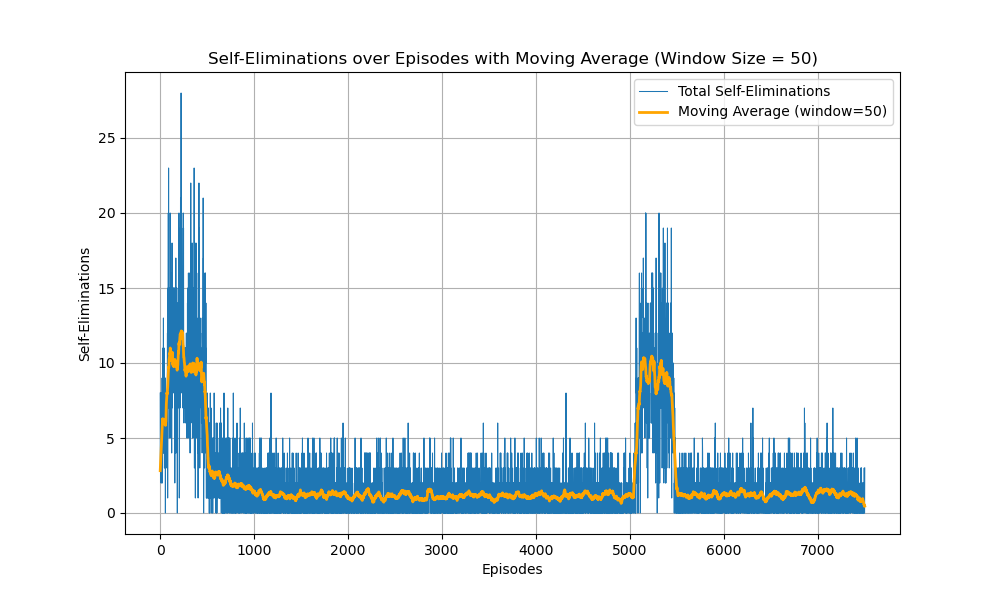 Self-Eliminations over Episodes with Moving Average (Window Size = 50)
Total Self-Eliminations
Moving Average (window=50)
Self-Eliminations
25
20
15
10
5
0
0 1000 2000 3000 4000 5000 6000 7000
Episodes